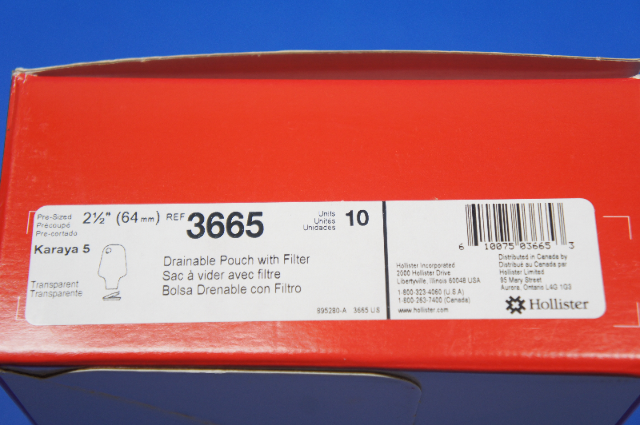 Pre-Sized
Précoupé
Pre-cortada
2½" (64mm)
REF 3665
Units
Unités
Unidades
10
Karaya 5
Drainable Pouch with Filter
Sac à vider avec filtre
Bolsa Drenable con Filtro
Transparent
Transparente
895280-A 3665 US
6 10075 03665 3
Hollister Incorporated
2000 Hollister Drive
Libertyville, Illinois 60048 USA
1-800-323-4060 (U.S.A.)
1-800-263-7400 (Canada)
www.hollister.com
Distributed in Canada by
Distribué au Canada par
Hollister Limited
95 Mary Street
Aurora, Ontario L4G 1G3
Hollister